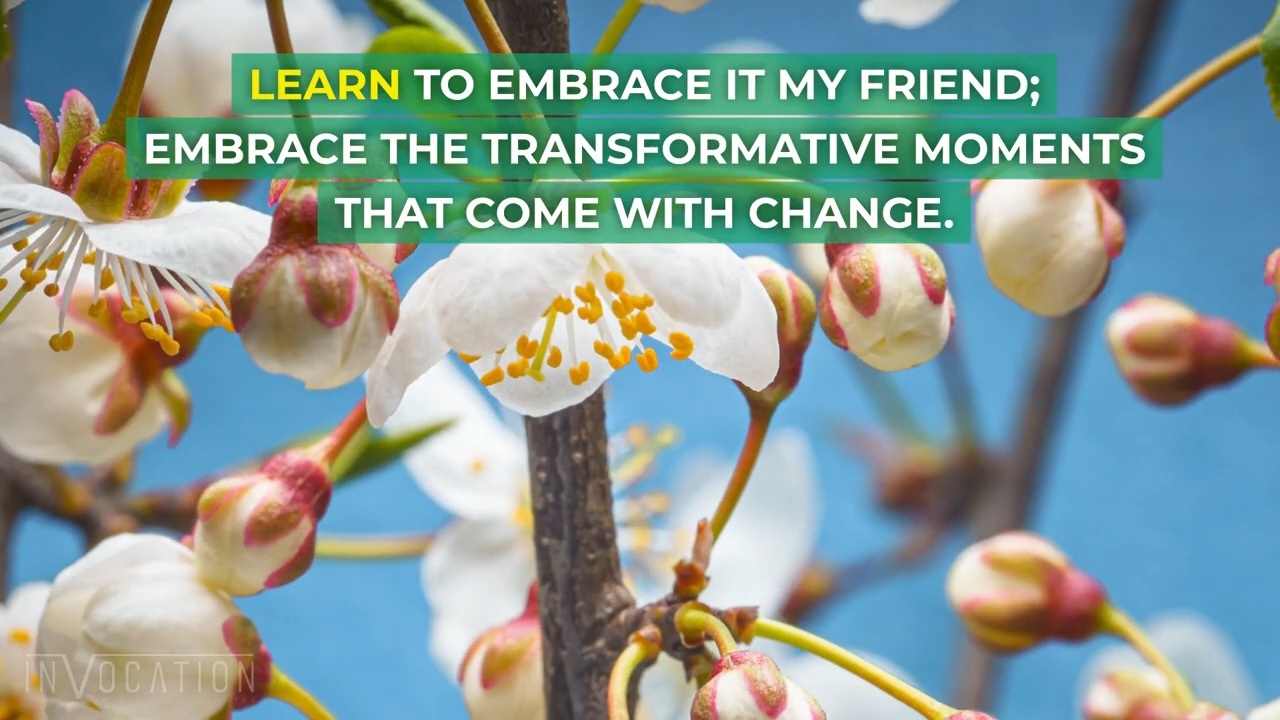 LEARN TO EMBRACE IT MY FRIEND;
EMBRACE THE TRANSFORMATIVE MOMENTS
THAT COME WITH CHANGE.
INVOCATION